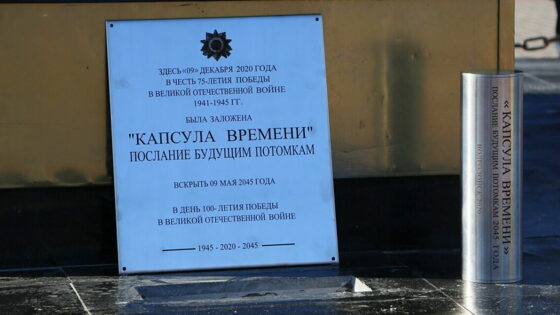 ЗДЕСЬ «09» ДЕКАБРЯ 2020 ГОДА
В ЧЕСТЬ 75-ЛЕТИЯ ПОБЕДЫ
В ВЕЛИКОЙ ОТЕЧЕСТВЕННОЙ ВОЙНЕ
1941-1945 ГГ.
БЫЛА ЗАЛОЖЕНА
"КАПСУЛА ВРЕМЕНИ"
ПОСЛАНИЕ БУДУЩИМ ПОТОМКАМ
ВСКРЫТЬ 09 МАЯ 2045 ГОДА
В ДЕНЬ 100- ЛЕТИЯ ПОБЕДЫ
В ВЕЛИКОЙ ОТЕЧЕСТВЕННОЙ ВОЙНЕ
1945 - 2020 - 2045
« КАПСУЛА ВРЕМЕНИ »
ПОСЛАНИЕ БУДУЩИМ ПОТОМКАМ 2045 ГОДА